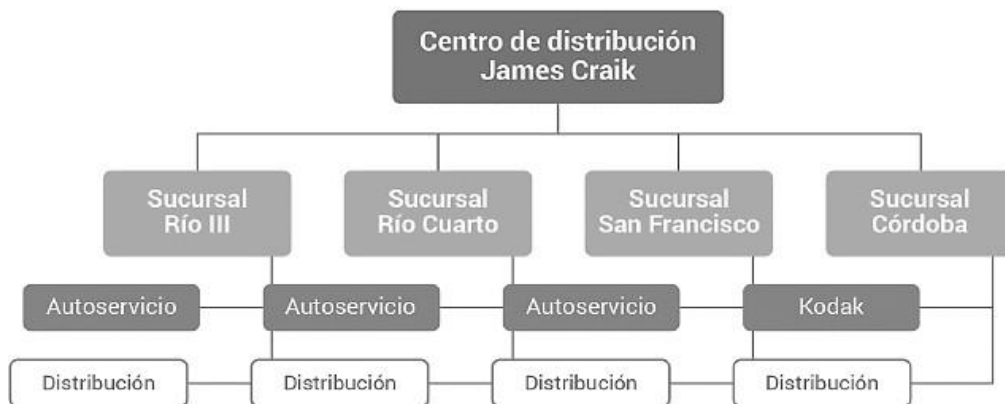 Centro de distribución
James Craik
Sucursal
Río III
Sucursal
Río Cuarto
Sucursal
San Francisco
Sucursal
Córdoba
Autoservicio
Autoservicio
Autoservicio
Kodak
Distribución
Distribución
Distribución
Distribución